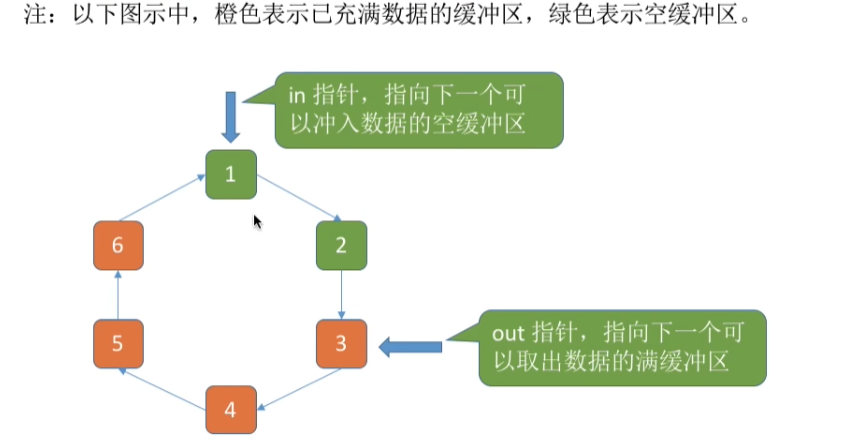 注：以下图示中，橙色表示已充满数据的缓冲区，绿色表示空缓冲区。
in 指针，指向下一个可
以冲入数据的空缓冲区
1
6
2
5
3
out 指针，指向下一个可
以取出数据的满缓冲区
4